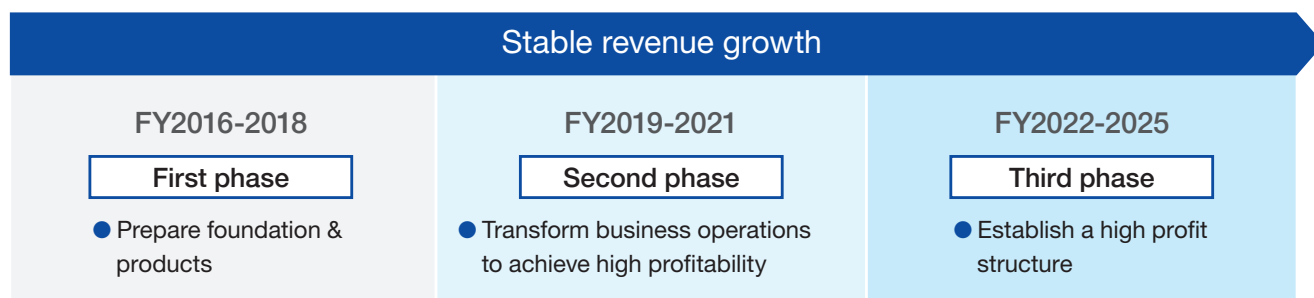 Stable revenue growth
FY2016-2018
First phase
● Prepare foundation &
products
FY2019-2021
Second phase
● Transform business operations
to achieve high profitability
FY2022-2025
Third phase
● Establish a high profit
structure